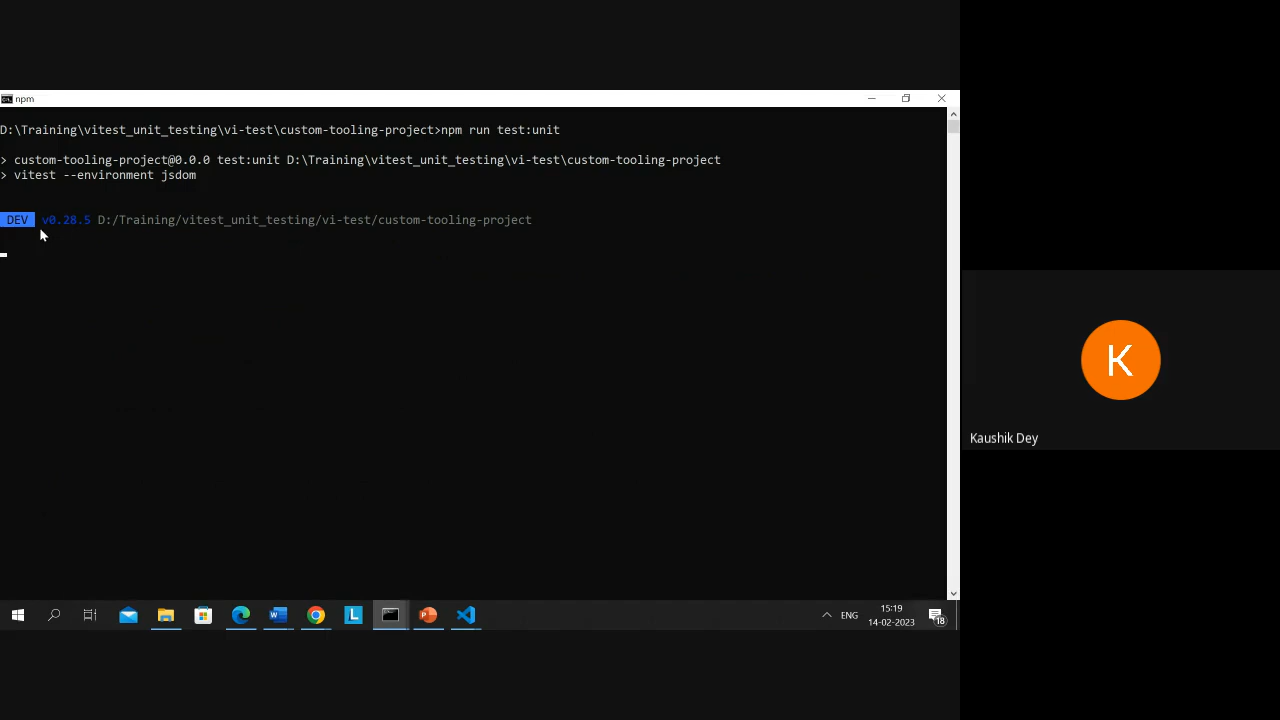 npm
D:\Training\vitest_unit_testing\vi-test\custom-tooling-project>npm run test:unit
> custom-tooling-project@0.0.0 test:unit D:\Training\vitest_unit_testing\vi-test\custom-tooling-project
> vitest --environment jsdom
DEV v0.28.5 D:/Training/vitest_unit_testing/vi-test/custom-tooling-project
K
Kaushik Dey
L
ENG
15:19
14-02-2023
18